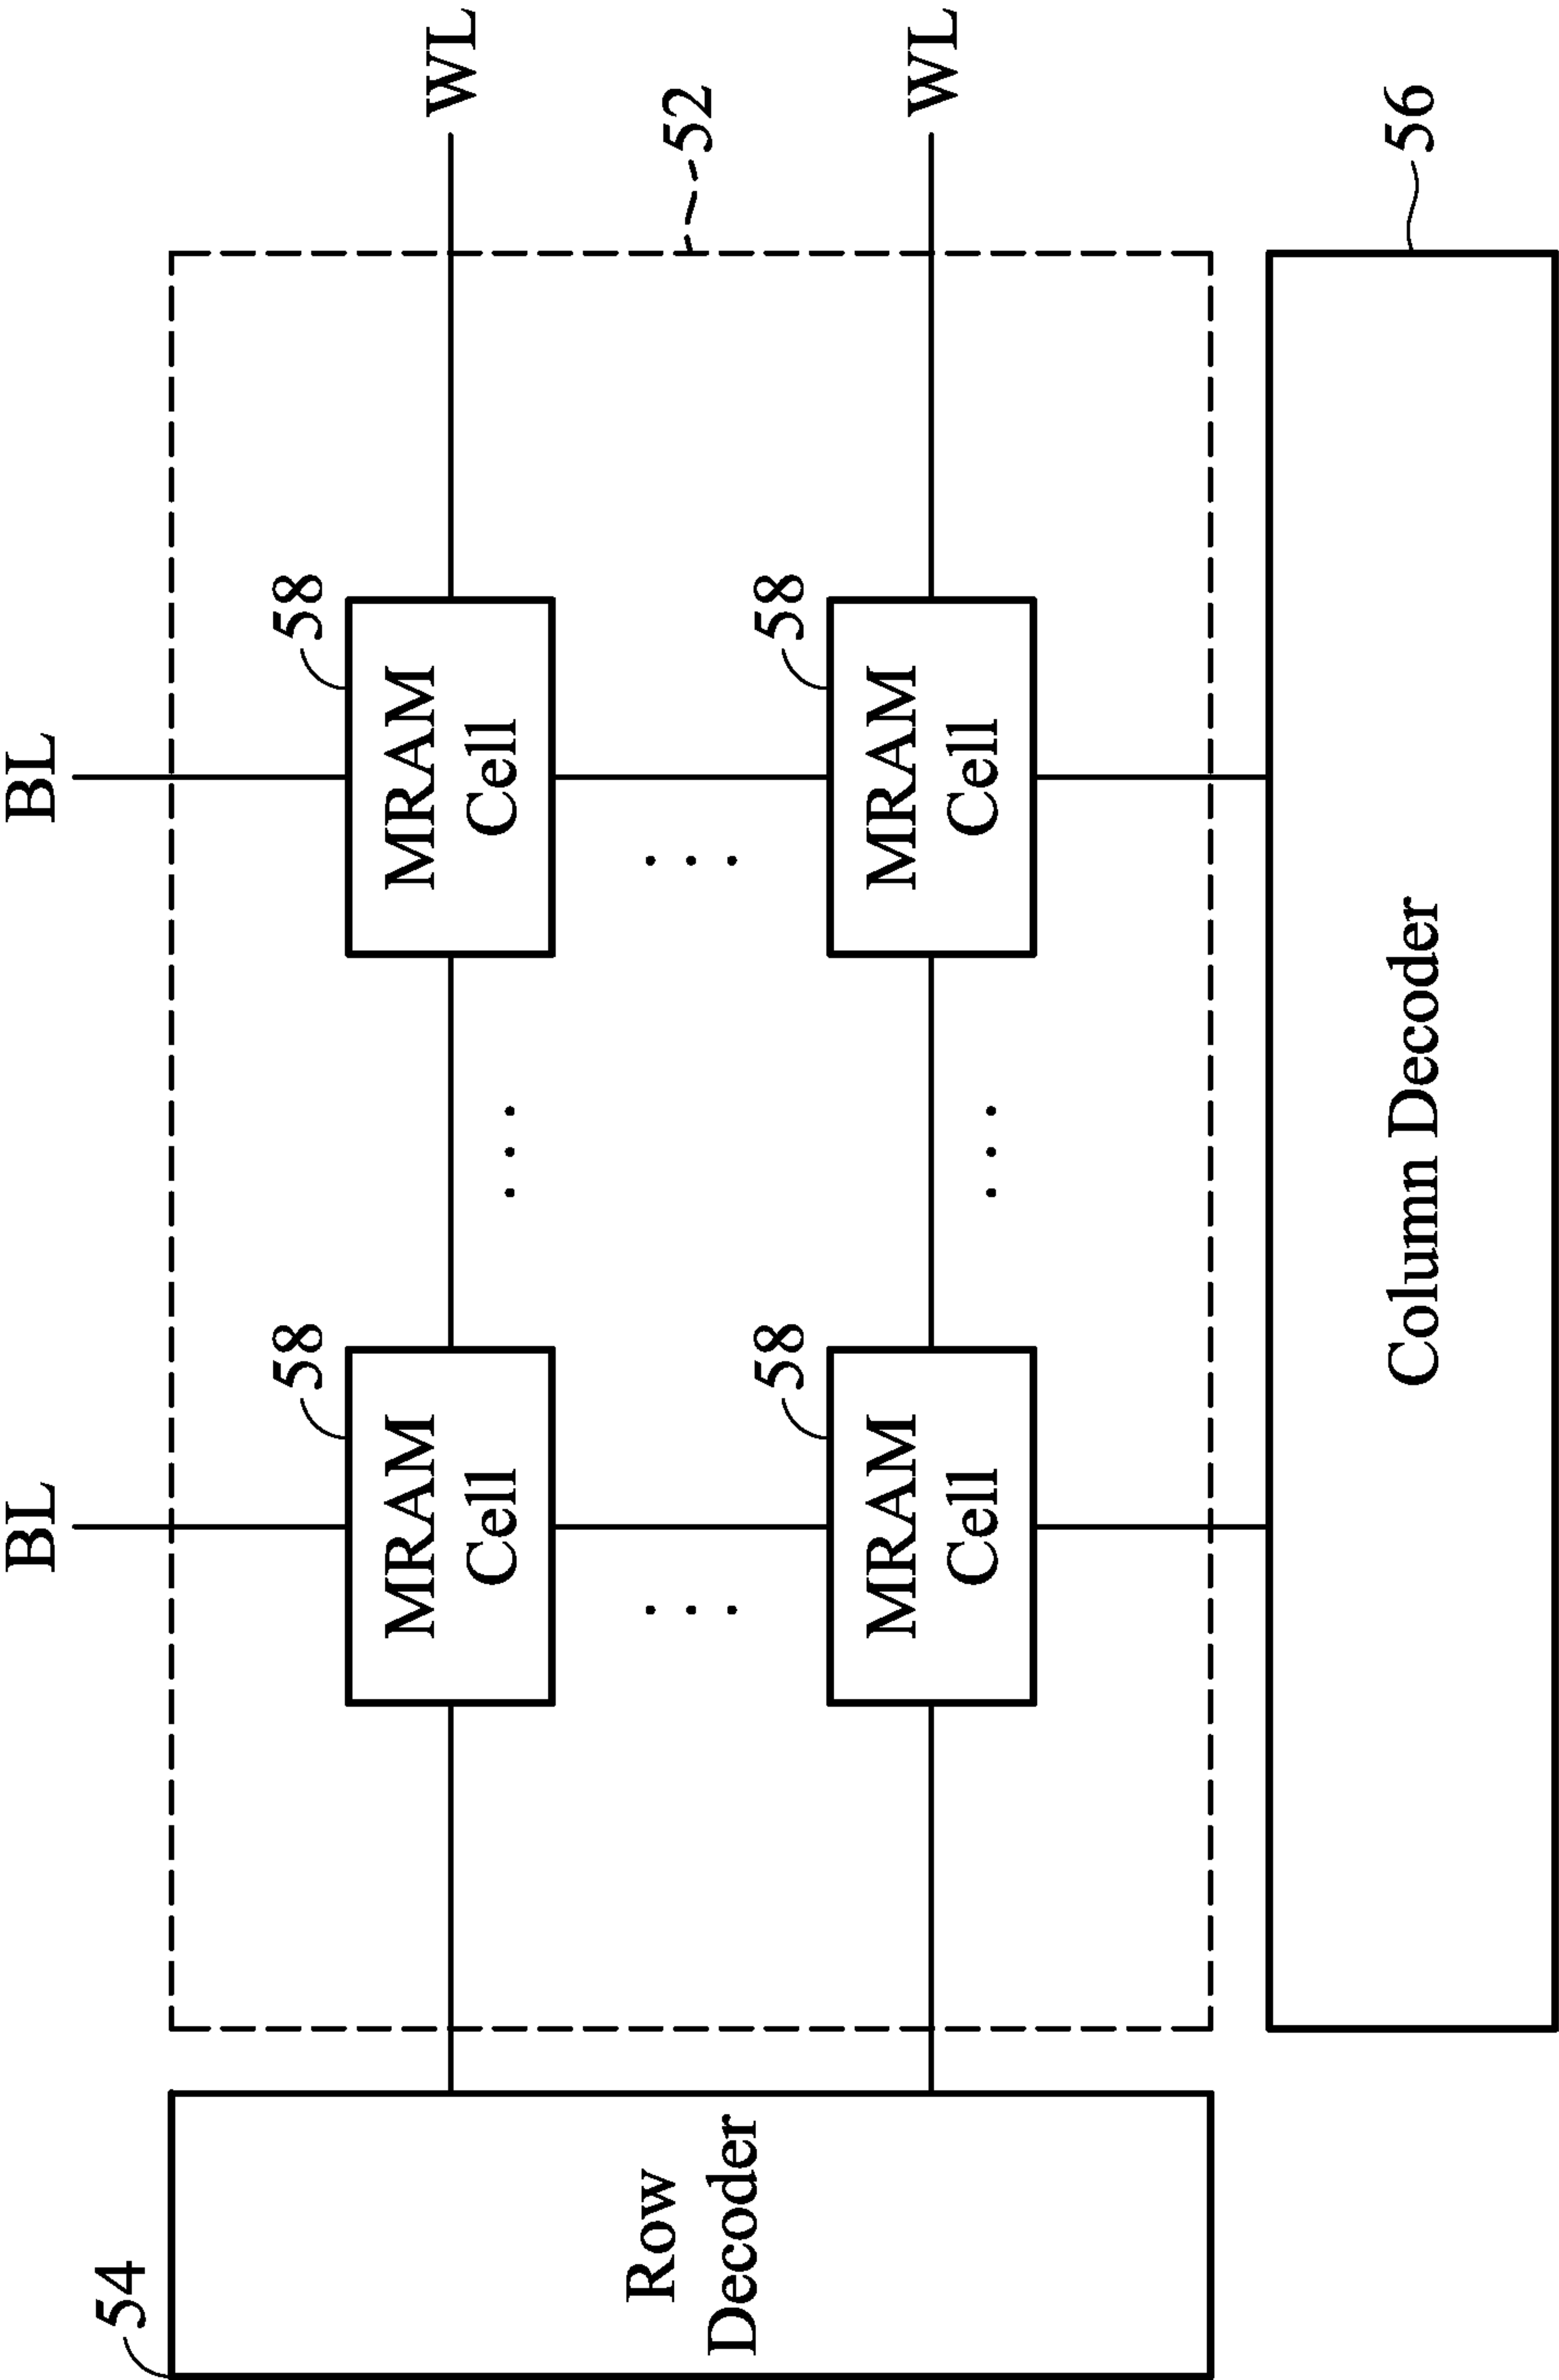 BL
BL
54
58
58
WL
MRAM
Cell
MRAM
Cell
. . .
. . .
. . .
52
Row
Decoder
58
58
WL
MRAM
Cell
MRAM
Cell
. . .
Column Decoder
56